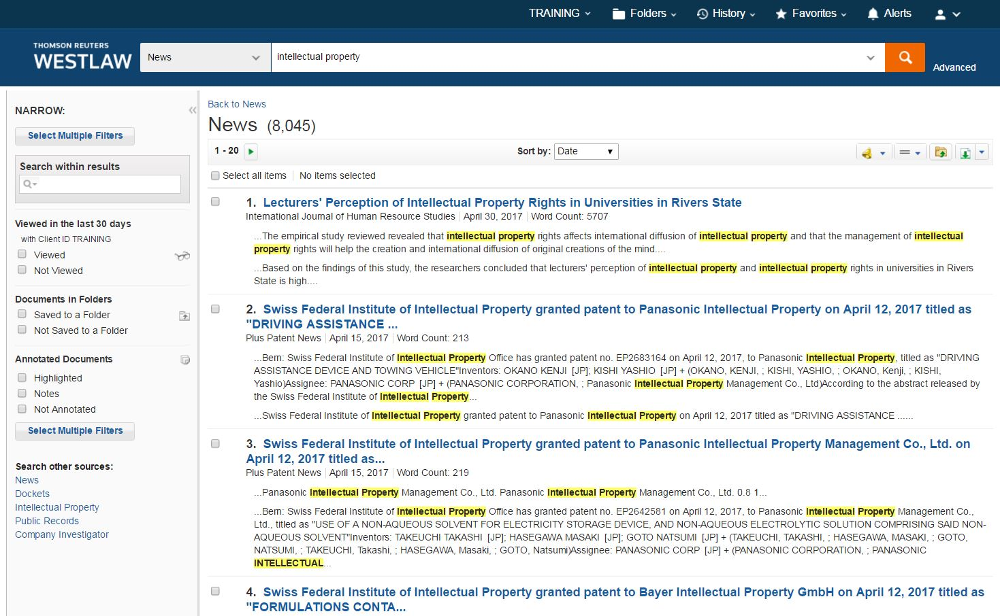 TRAINING Folders History Favorites Alerts
THOMSON REUTERS
WESTLAW
News
intellectual property
Advanced
NARROW:
Select Multiple Filters
Search within results
Viewed in the last 30 days
with Client ID TRAINING
Viewed
Not Viewed
Documents in Folders
Saved to a Folder
Not Saved to a Folder
Annotated Documents
Highlighted
Notes
Not Annotated
Select Multiple Filters
Search other sources:
News
Dockets
Intellectual Property
Public Records
Company Investigator
Back to News
News (8,045)
1 - 20
Sort by: Date
Select all items No items selected
1. Lecturers' Perception of Intellectual Property Rights in Universities in Rivers State
International Journal of Human Resource Studies April 30, 2017 Word Count: 5707
...The empirical study reviewed revealed that intellectual property rights affects international diffusion of intellectual property and that the management of intellectual
property rights will help the creation and international diffusion of original creations of the mind....
...Based on the findings of this study, the researchers concluded that lecturers' perception of intellectual property and intellectual property rights in universities in Rivers
State is high....
2. Swiss Federal Institute of Intellectual Property granted patent to Panasonic Intellectual Property on April 12, 2017 titled as
"DRIVING ASSISTANCE ...
Plus Patent News April 15, 2017 Word Count: 213
...Bern: Swiss Federal Institute of Intellectual Property Office has granted patent no. EP2683164 on April 12, 2017, to Panasonic Intellectual Property, titled as "DRIVING
ASSISTANCE DEVICE AND TOWING VEHICLE"Inventors: OKANO KENJI [JP]; KISHI YASHIO [JP] + (OKANO, KENJI, ; KISHI, YASHIO, ; OKANO, Kenji, ; KISHI,
Yashio)Assignee: PANASONIC CORP [JP] + (PANASONIC CORPORATION, ; Panasonic Intellectual Property Management Co., Ltd)According to the abstract released by
the Swiss Federal Institute of Intellectual Property...
...Swiss Federal Institute of Intellectual Property granted patent to Panasonic Intellectual Property on April 12, 2017 titled as "DRIVING ASSISTANCE ......
3. Swiss Federal Institute of Intellectual Property granted patent to Panasonic Intellectual Property Management Co., Ltd. on
April 12, 2017 titled as...
Plus Patent News April 15, 2017 Word Count: 219
...Panasonic Intellectual Property Management Co., Ltd. Panasonic Intellectual Property Management Co., Ltd. 0.8 1...
...Bern: Swiss Federal Institute of Intellectual Property Office has granted patent no. EP2642581 on April 12, 2017, to Panasonic Intellectual Property Management Co.,
Ltd., titled as "USE OF A NON-AQUEOUS SOLVENT FOR ELECTRICITY STORAGE DEVICE, AND NON-AQUEOUS ELECTROLYTIC SOLUTION COMPRISING SAID NON-
AQUEOUS SOLVENT"Inventors: TAKEUCHI TAKASHI [JP]; HASEGAWA MASAKI [JP]; GOTO NATSUMI [JP] + (TAKEUCHI, TAKASHI, ; HASEGAWA, MASAKI, ; GOTO,
NATSUMI, ; TAKEUCHI, Takashi, ; HASEGAWA, Masaki, ; GOTO, Natsumi)Assignee: PANASONIC CORP [JP] + (PANASONIC CORPORATION, ; PANASONIC
INTELLECTUAL...
4. Swiss Federal Institute of Intellectual Property granted patent to Bayer Intellectual Property GmbH on April 12, 2017 titled as
"FORMULATIONS CONTA...